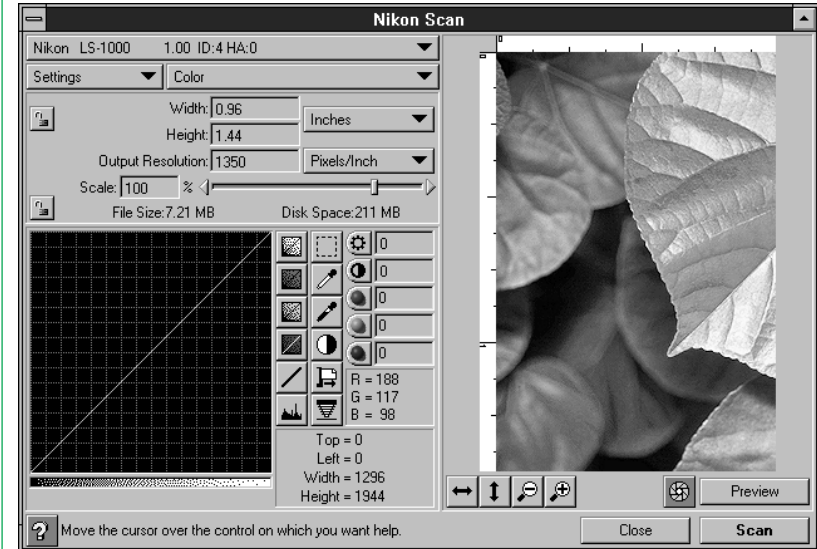 Nikon Scan
Nikon LS-1000 1.00 ID:4 HA:0
Settings Color
Width: 0.96
Inches
Height: 1.44
Output Resolution: 1350 Pixels/Inch
Scale: 100 %
File Size:7.21 MB Disk Space:211 MB
0
0
0
0
0
R = 188
G = 117
B = 98
Top = 0
Left = 0
Width = 1296
Height = 1944
0
0
1
Preview
? Move the cursor over the control on which you want help.
Close Scan